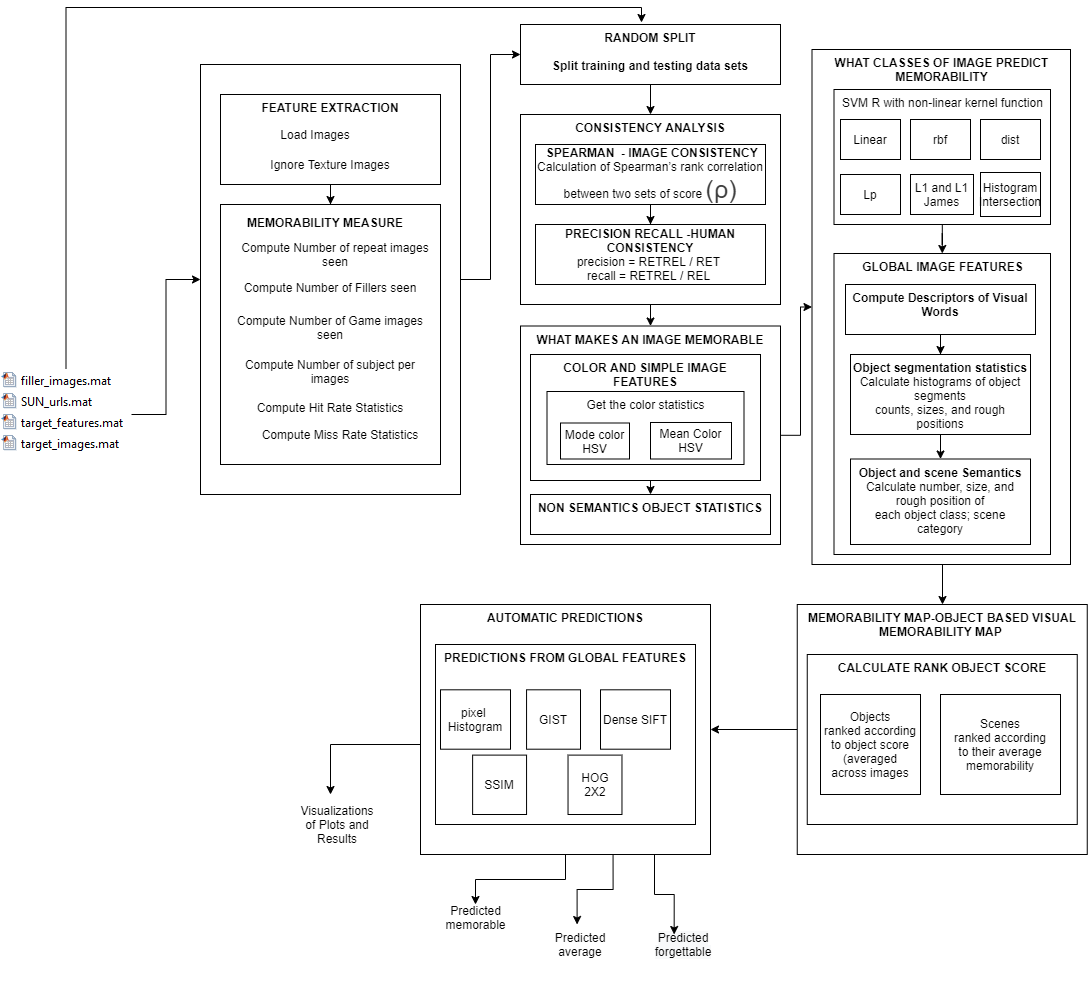 filler_images.mat
SUN_urls.mat
target_features.mat
target_images.mat
FEATURE EXTRACTION
Load Images
Ignore Texture Images
MEMORABILITY MEASURE
Compute Number of repeat images
seen
Compute Number of Fillers seen
Compute Number of Game images
seen
Compute Number of subject per
images
Compute Hit Rate Statistics
Compute Miss Rate Statistics
RANDOM SPLIT
Split training and testing data sets
CONSISTENCY ANALYSIS
SPEARMAN - IMAGE CONSISTENCY
Calculation of Spearman's rank correlation
between two sets of score (ρ)
PRECISION RECALL -HUMAN
CONSISTENCY
precision = RETREL / RET
recall = RETREL / REL
WHAT MAKES AN IMAGE MEMORABLE
COLOR AND SIMPLE IMAGE
FEATURES
Get the color statistics
Mode color
HSV
Mean Color
HSV
NON SEMANTICS OBJECT STATISTICS
WHAT CLASSES OF IMAGE PREDICT
MEMORABILITY
SVM R with non-linear kernel function
Linear
rbf
dist
Lp
L1 and L1
James
Histogram
ntersection
GLOBAL IMAGE FEATURES
Compute Descriptors of Visual
Words
Object segmentation statistics
Calculate histograms of object
segments
counts, sizes, and rough
positions
Object and scene Semantics
Calculate number, size, and
rough position of
each object class; scene
category
MEMORABILITY MAP-OBJECT BASED VISUAL
MEMORABILITY MAP
CALCULATE RANK OBJECT SCORE
Objects
ranked according
to object score
(averaged
across images
Scenes
ranked according
to their average
memorability
AUTOMATIC PREDICTIONS
PREDICTIONS FROM GLOBAL FEATURES
pixel
Histogram
GIST
Dense SIFT
SSIM
HOG
2X2
Visualizations
of Plots and
Results
Predicted
memorable
Predicted
average
Predicted
forgettable